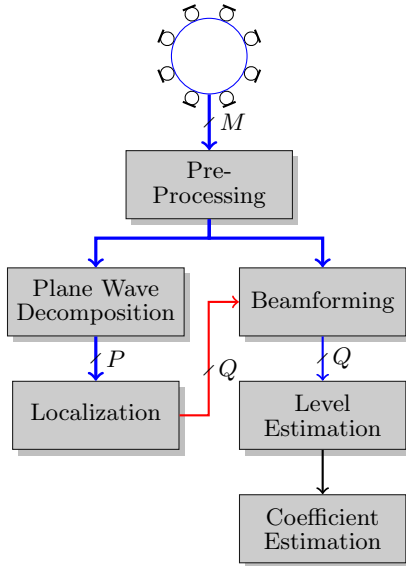 M
Pre-
Processing
Plane Wave
Decomposition
Beamforming
P
Q
Q
Localization
Level
Estimation
Coefficient
Estimation